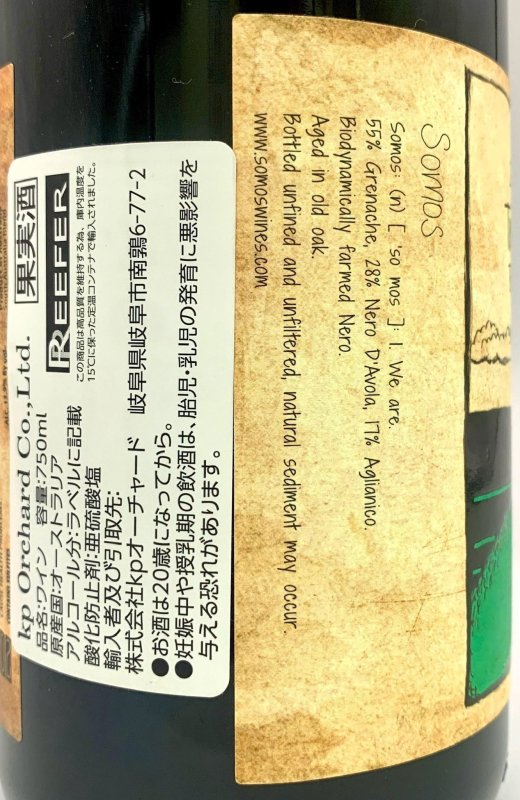 Somos
Somos: (n) [ 'so mos ]: 1. We are.
55% Grenache, 28% Nero D'Avola, 17% Aglianico.
Biodynamically farmed Nero.
Aged in old oak.
Bottled unfined and unfiltered, natural sediment may occur.
www.somoswines.com
kp Orchard Co.,Ltd.
果実酒
品名:ワイン 容量:750ml
原産国:オーストラリア
アルコール分:ラベルに記載
酸化防止剤:亜硫酸塩
REEFER
この商品は高品質を維持する為、庫内温度を
15℃に保った定温コンテナで輸入されました。
輸入者及び引取先:
株式会社kpオーチャード 岐阜県岐阜市南鶉6-77-2
●お酒は20歳になってから。
●妊娠中や授乳期の飲酒は、胎児・乳児の発育に悪影響を
与える恐れがあります。